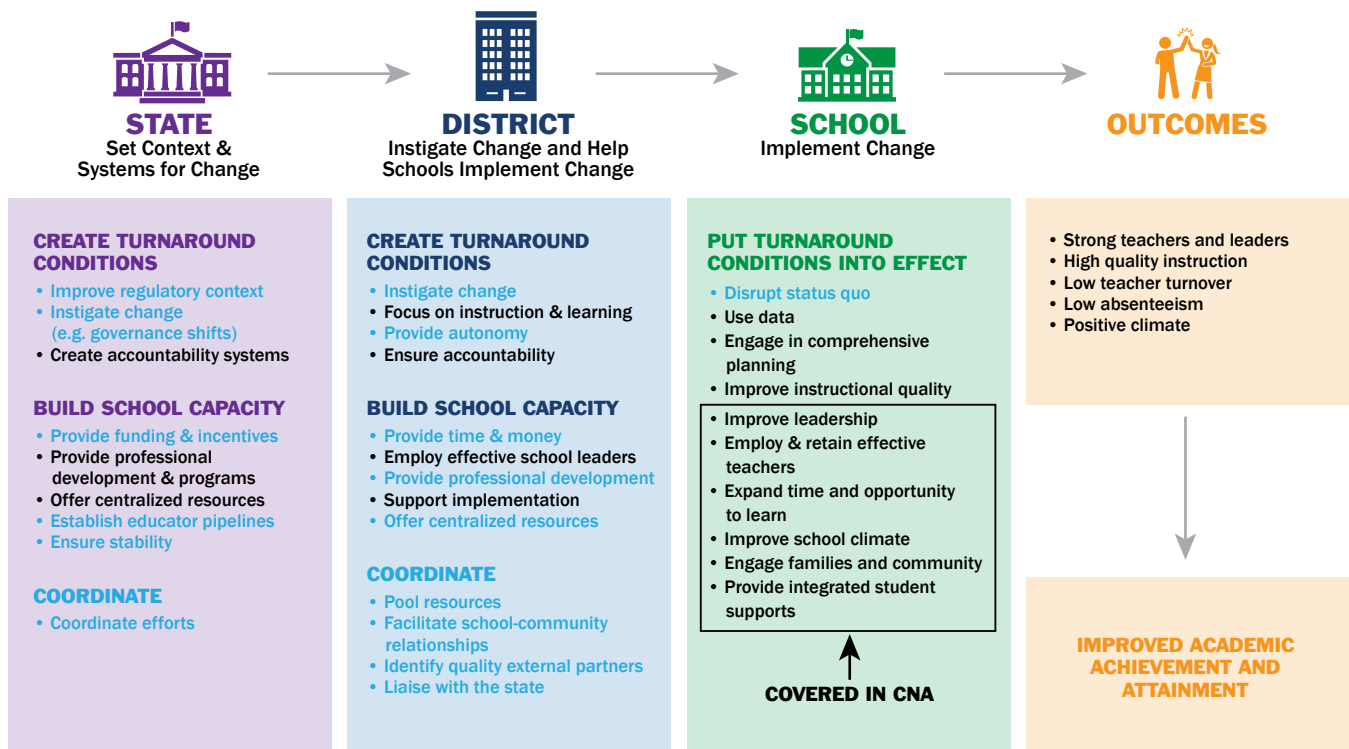 STATE
Set Context &
Systems for Change
DISTRICT
Instigate Change and Help
Schools Implement Change
SCHOOL
Implement Change
OUTCOMES
CREATE TURNAROUND
CONDITIONS
• Improve regulatory context
• Instigate change
(e.g. governance shifts)
• Create accountability systems
BUILD SCHOOL CAPACITY
• Provide funding & incentives
• Provide professional
development & programs
• Offer centralized resources
• Establish educator pipelines
• Ensure stability
COORDINATE
• Coordinate efforts
CREATE TURNAROUND
CONDITIONS
• Instigate change
• Focus on instruction & learning
• Provide autonomy
• Ensure accountability
BUILD SCHOOL CAPACITY
• Provide time & money
• Employ effective school leaders
• Provide professional development
• Support implementation
• Offer centralized resources
COORDINATE
• Pool resources
• Facilitate school-community
relationships
• Identify quality external partners
• Liaise with the state
PUT TURNAROUND
CONDITIONS INTO EFFECT
• Disrupt status quo
• Use data
• Engage in comprehensive
planning
• Improve instructional quality
• Improve leadership
• Employ & retain effective
teachers
• Expand time and opportunity
to learn
• Improve school climate
• Engage families and community
• Provide integrated student
supports
COVERED IN CNA
• Strong teachers and leaders
• High quality instruction
• Low teacher turnover
• Low absenteeism
• Positive climate
IMPROVED ACADEMIC
ACHIEVEMENT AND
ATTAINMENT